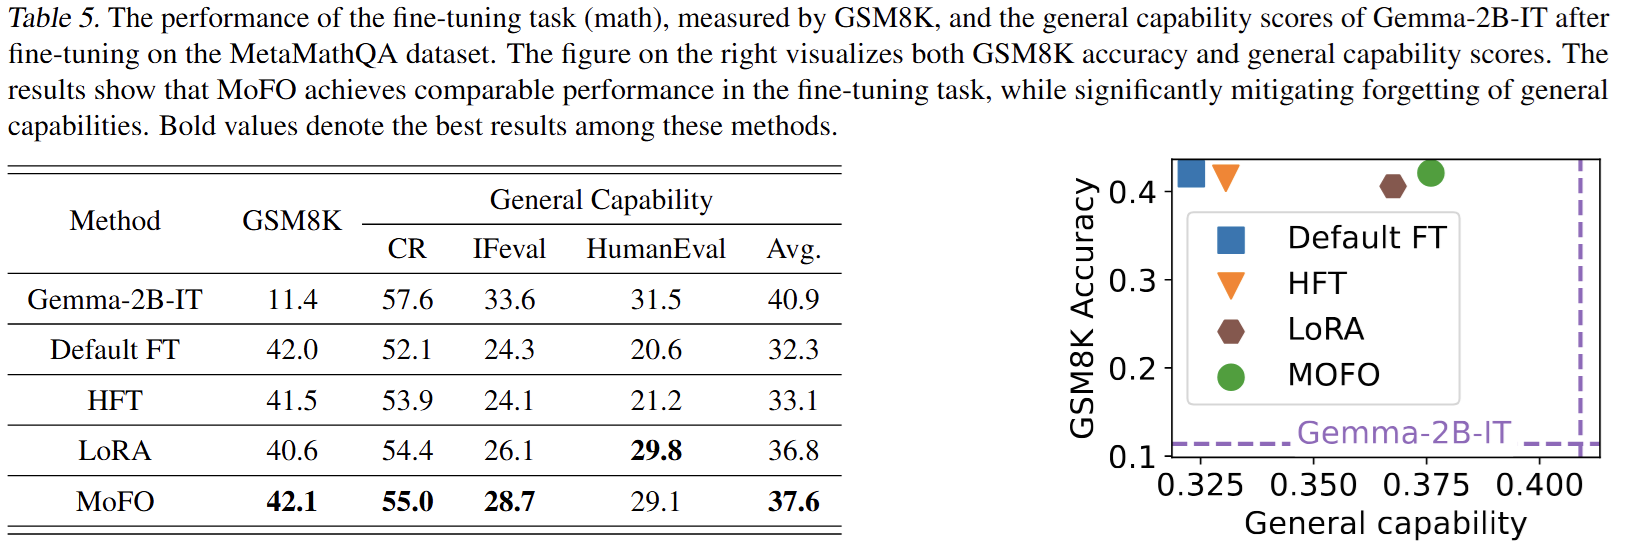 Table 5. The performance of the fine-tuning task (math), measured by GSM8K, and the general capability scores of Gemma-2B-IT after
fine-tuning on the MetaMathQA dataset. The figure on the right visualizes both GSM8K accuracy and general capability scores. The
results show that MoFO achieves comparable performance in the fine-tuning task, while significantly mitigating forgetting of general
capabilities. Bold values denote the best results among these methods.
Method GSM8K General Capability
CR IFeval HumanEval Avg.
Gemma-2B-IT 11.4 57.6 33.6 31.5 40.9
Default FT 42.0 52.1 24.3 20.6 32.3
HFT 41.5 53.9 24.1 21.2 33.1
LoRA 40.6 54.4 26.1 29.8 36.8
MoFO 42.1 55.0 28.7 29.1 37.6
GSM8K Accuracy
0.4
0.3
0.2
0.1
Default FT
HFT
LoRA
MOFO
Gemma-2B-IT
0.325 0.350 0.375 0.400
General capability